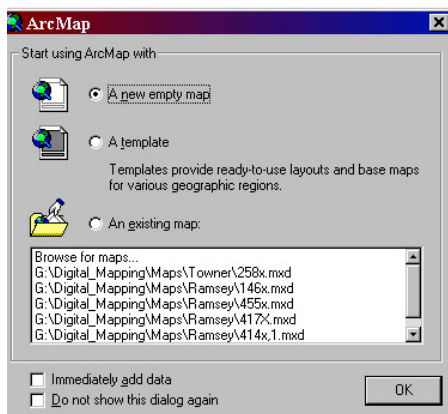 ArcMap
Start using ArcMap with
A new empty map
A template
Templates provide ready-to-use layouts and base maps
for various geographic regions.
An existing map:
Browse for maps...
G:\Digital_Mapping\Maps\Towner\258x.mxd
G:\Digital_Mapping\Maps\Ramsey\146x.mxd
G:\Digital_Mapping\Maps\Ramsey\455x.mxd
G:\Digital_Mapping\Maps\Ramsey\417X.mxd
G:\Digital_Mapping\Maps\Ramsey\414x,1.mxd
Immediately add data
Do not show this dialog again
OK